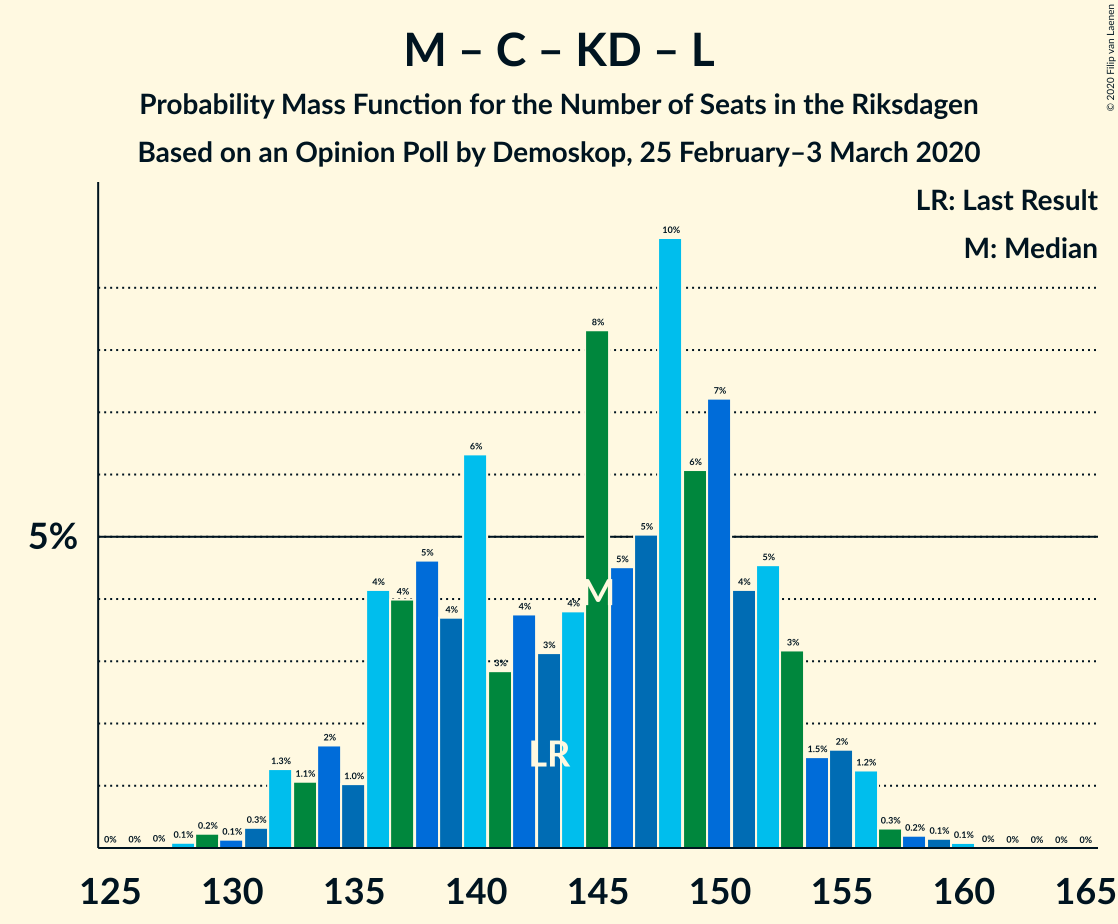 M – C – KD – L
Probability Mass Function for the Number of Seats in the Riksdagen
Based on an Opinion Poll by Demoskop, 25 February–3 March 2020
© 2020 Filip van Laenen
LR: Last Result
M: Median
5%
0% 0% 0% 0.1% 0.2% 0.1% 0.3% 1.3% 1.1% 2% 1.0% 4% 4% 5% 4% 6% 3% 4% 3% 4% 8% 5% 5% 10% 6% 7% 4% 5% 3% 1.5% 2% 1.2% 0.3% 0.2% 0.1% 0.1% 0% 0% 0% 0% 0%
M
LR
125 130 135 140 145 150 155 160 165